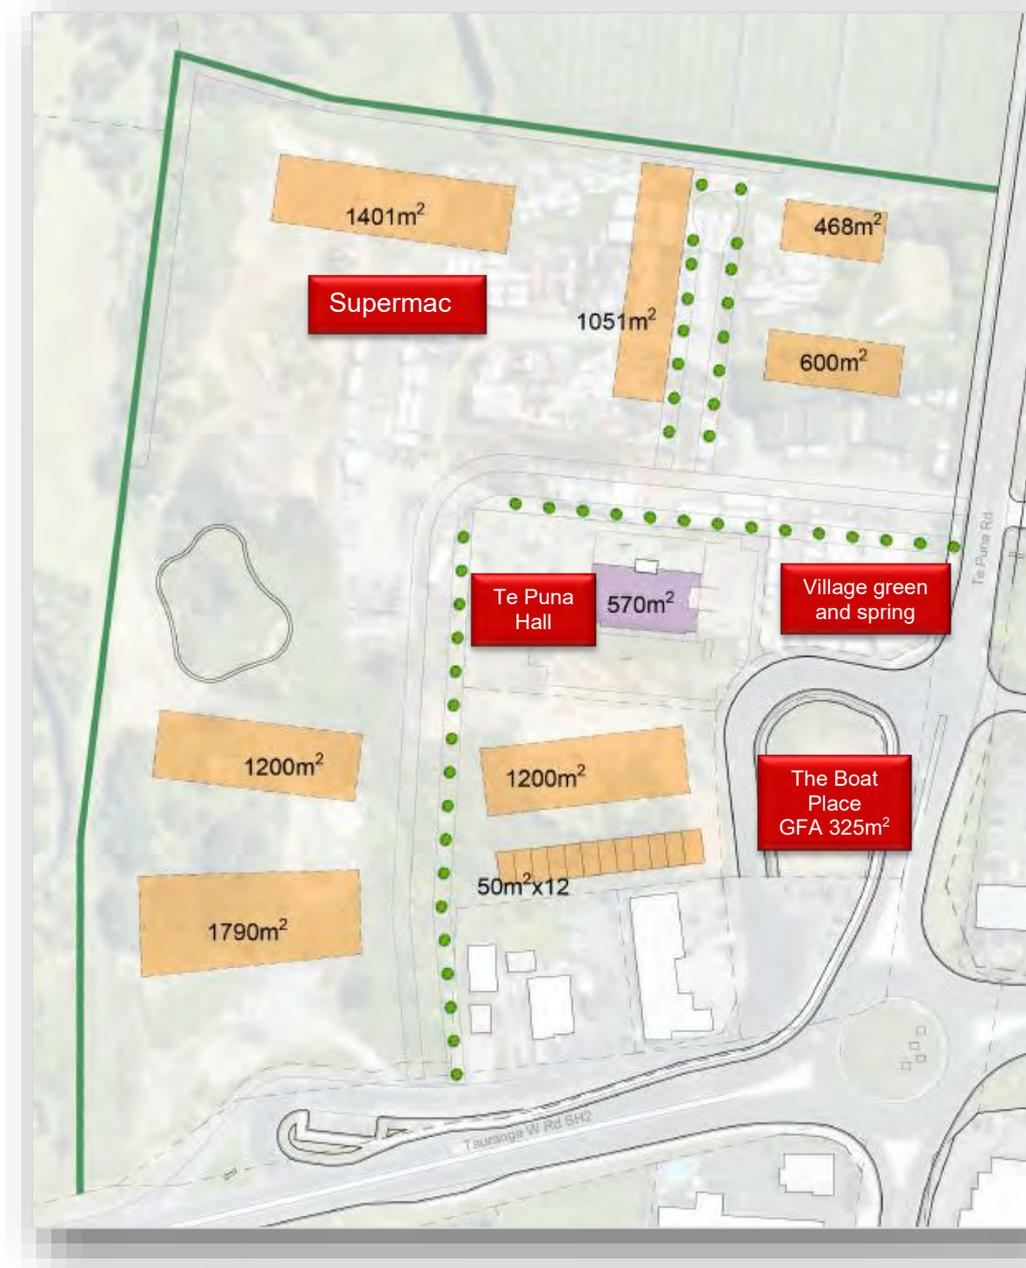 1401m²
468m²
Supermac
1051m²
600m²
Te Puna Rd
Te Puna
Hall
570m²
Village green
and spring
1200m²
1200m²
The Boat
Place
GFA 325m²
50m²x12
1790m²
Tauranga W Rd SH2